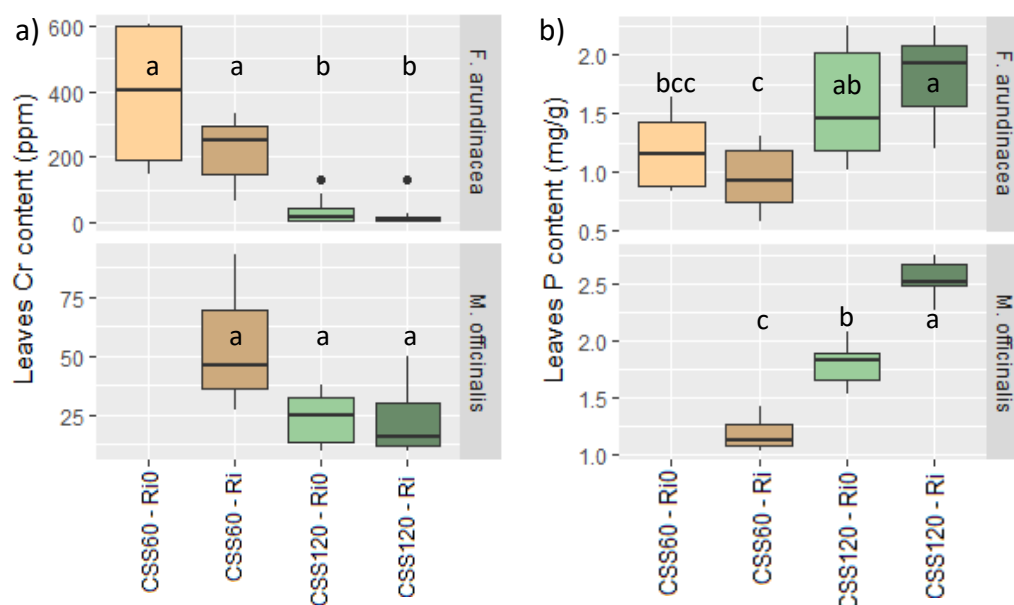 a)
Leaves Cr content (ppm)
600
400
200
0
a
a
b
b
F. arundinacea
75
50
25
a
a
a
M. officinalis
CSS60 - Ri0
CSS60 - Ri
CSS120 - Ri0
CSS120 - Ri
b)
Leaves P content (mg/g)
2.0
1.5
1.0
0.5
bcc
c
ab
a
F. arundinacea
2.5
2.0
1.5
1.0
c
b
a
M. officinalis
CSS60 - Ri0
CSS60 - Ri
CSS120 - Ri0
CSS120 - Ri